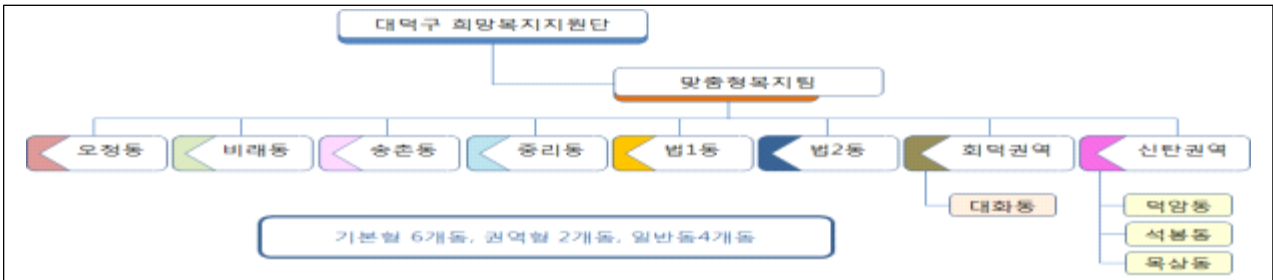 대덕구 희망복지지원단
맞춤형복지팀
오정동 비래동 송촌동 중리동 법1동 법2동 회덕권역 신탄권역
대화동
덕암동
석봉동
목상동
기본형 6개동, 권역형 2개동, 일반동4개동